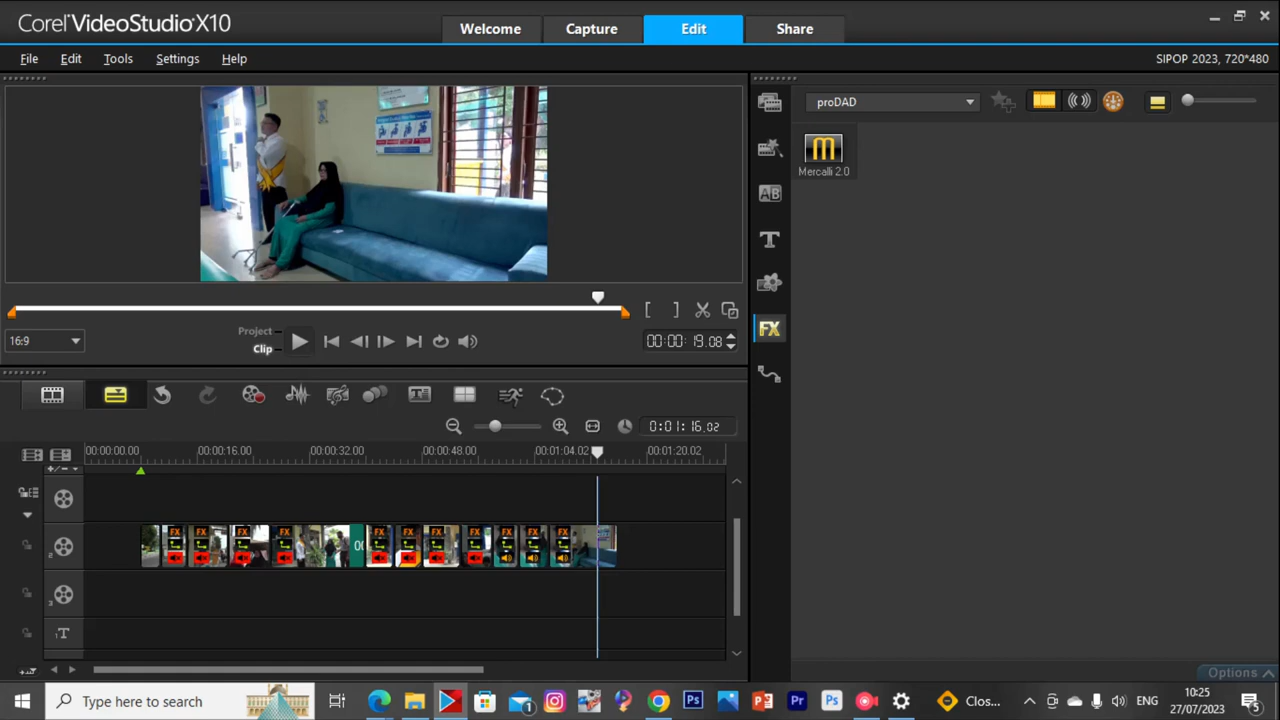 Corel VideoStudio X10
Welcome
Capture
Edit
Share
File
Edit
Tools
Settings
Help
SIPOP 2023, 720*480
proDAD
Mercalli 2.0
Project
Clip
16:9
00:00:19.08
0:01:16.02
00:00:00.00
00:00:16.00
00:00:32.00
00:00:48.00
00:01:04.02
00:01:20.02
Options
Type here to search
Clos...
ENG
10:25
27/07/2023